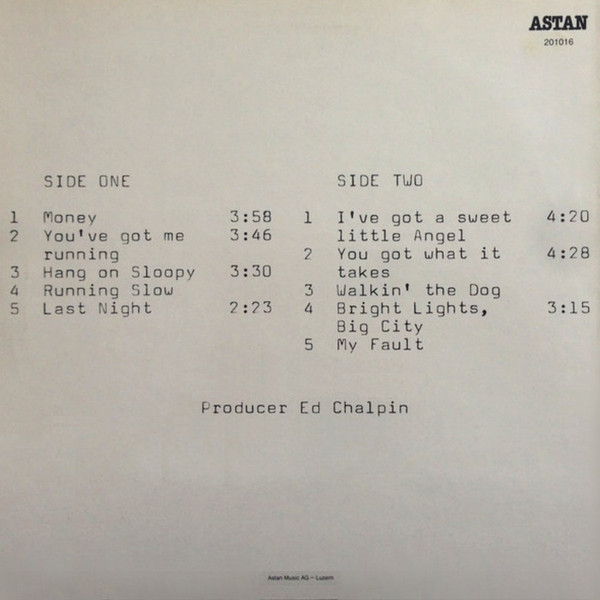 ASTAN
201016
SIDE ONE
1 Money 3:58
2 You've got me 3:46
running
3 Hang on Sloopy 3:30
4 Running Slow
5 Last Night 2:23
SIDE TWO
1 I've got a sweet 4:20
little Angel
2 You got what it 4:28
takes
3 Walkin' the Dog
4 Bright Lights, 3:15
Big City
5 My Fault
Producer Ed Chalpin
Astan Music AG – Luzern